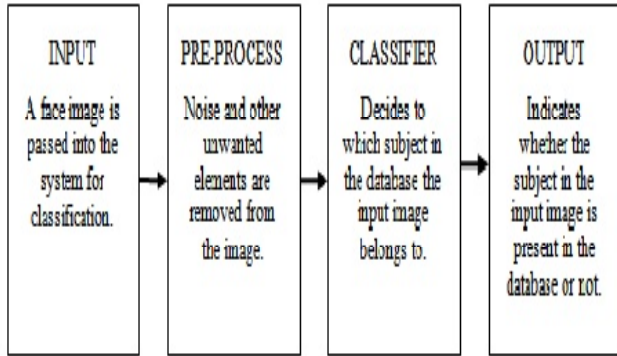 INPUT
A face image is
passed into the
system for
classification.
PRE-PROCESS
Noise and other
unwanted
elements are
removed from
the image.
CLASSIFIER
Decides to
which subject in
the database the
input image
belongs to.
OUTPUT
Indicates
whether the
subject in the
input image is
present in the
database or not.